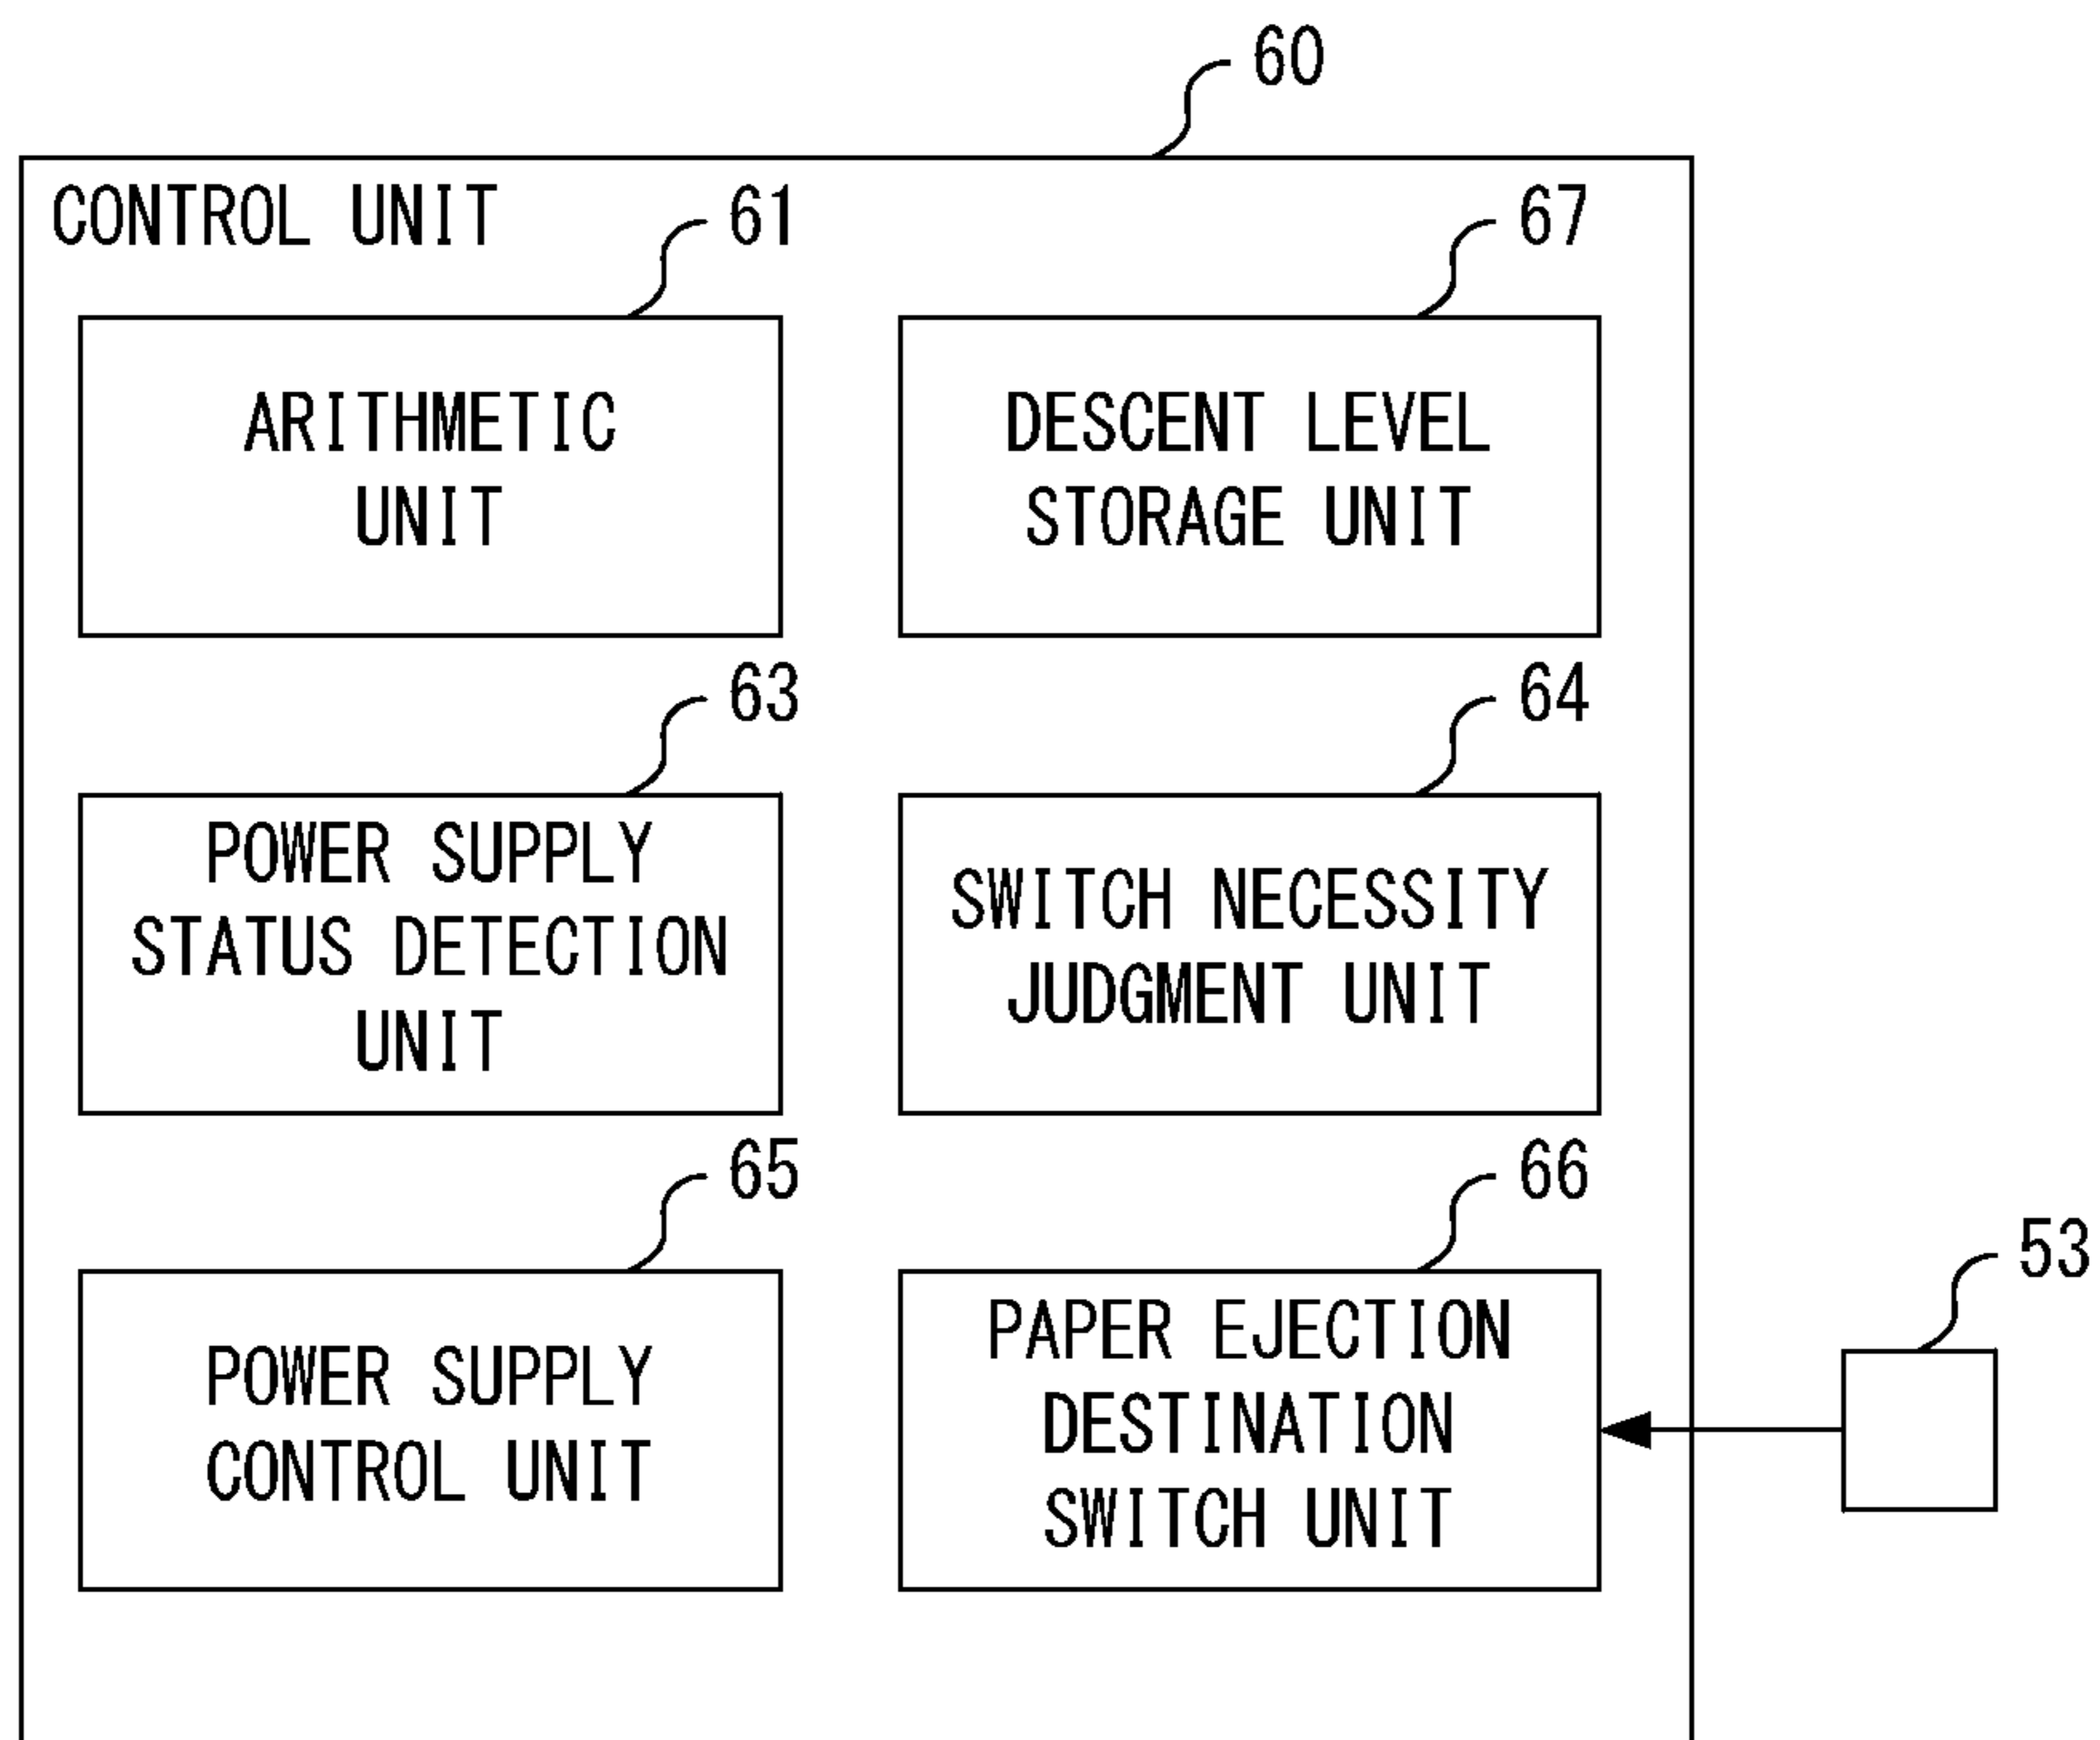 60
CONTROL UNIT
61
67
ARITHMETIC
UNIT
DESCENT LEVEL
STORAGE UNIT
63
64
POWER SUPPLY
STATUS DETECTION
UNIT
SWITCH NECESSITY
JUDGMENT UNIT
65
66
53
POWER SUPPLY
CONTROL UNIT
PAPER EJECTION
DESTINATION
SWITCH UNIT